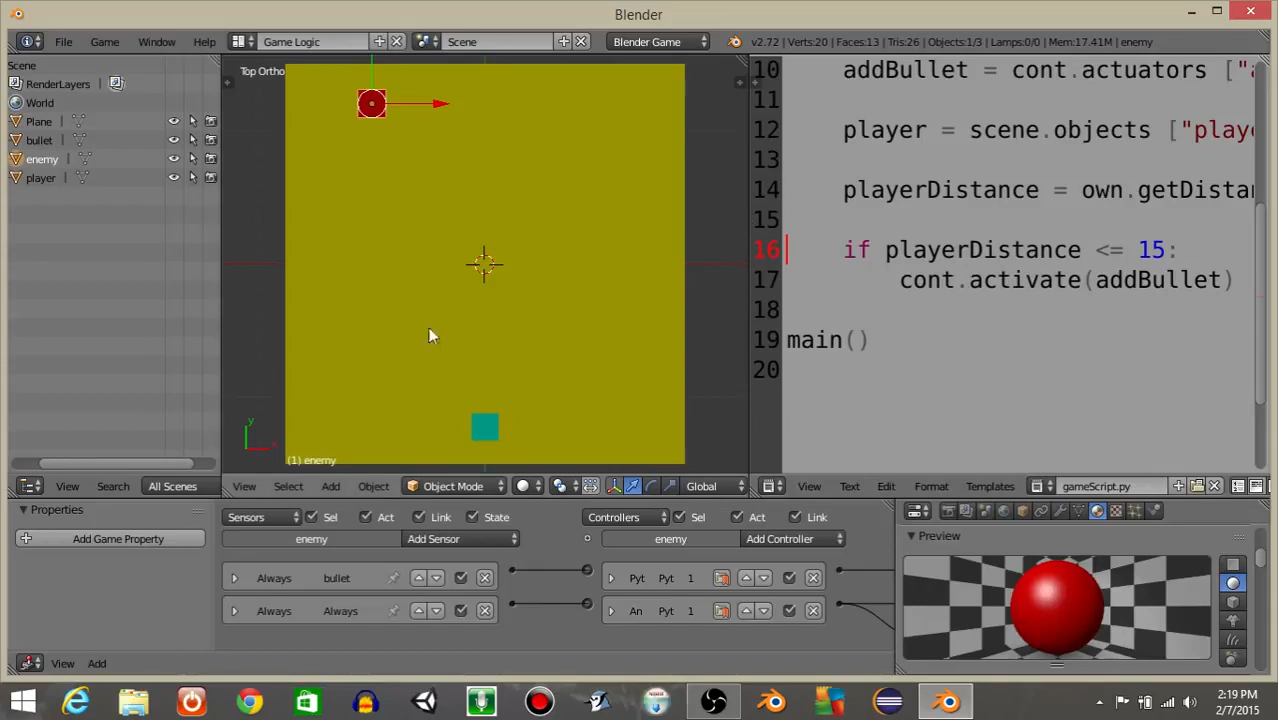 Blender
File Game Window Help Game Logic Scene Blender Game v2.72 | Verts:20 | Faces:13 | Tris:26 | Objects:1/3 | Lamps:0/0 | Mem:17.41M | enemy
Scene
RenderLayers
World
Plane
bullet
enemy
player
View Search All Scenes
Top Ortho
y
x
(1) enemy
View Select Add Object Object Mode Global
10 addBullet = cont.actuators ["a
11
12 player = scene.objects ["playe
13
14 playerDistance = own.getDistan
15
16 if playerDistance <= 15:
17 cont.activate(addBullet)
18
19 main()
20
View Text Edit Format Templates gameScript.py
Properties
Add Game Property
Sensors Sel Act Link State
enemy Add Sensor
Always bullet
Always Always
Controllers Sel Act Link
enemy Add Controller
Pyt Pyt 1
An Pyt 1
View Add
Preview
2:19 PM
2/7/2015